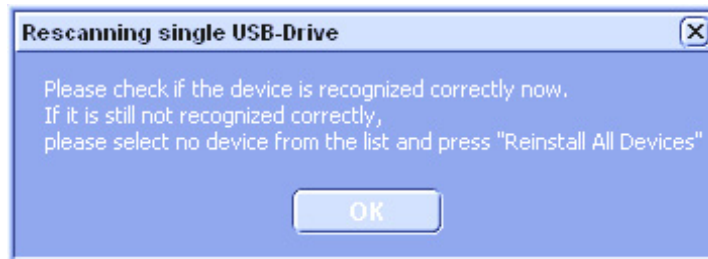 Rescanning single USB-Drive
Please check if the device is recognized correctly now.
If it is still not recognized correctly,
please select no device from the list and press "Reinstall All Devices"
OK